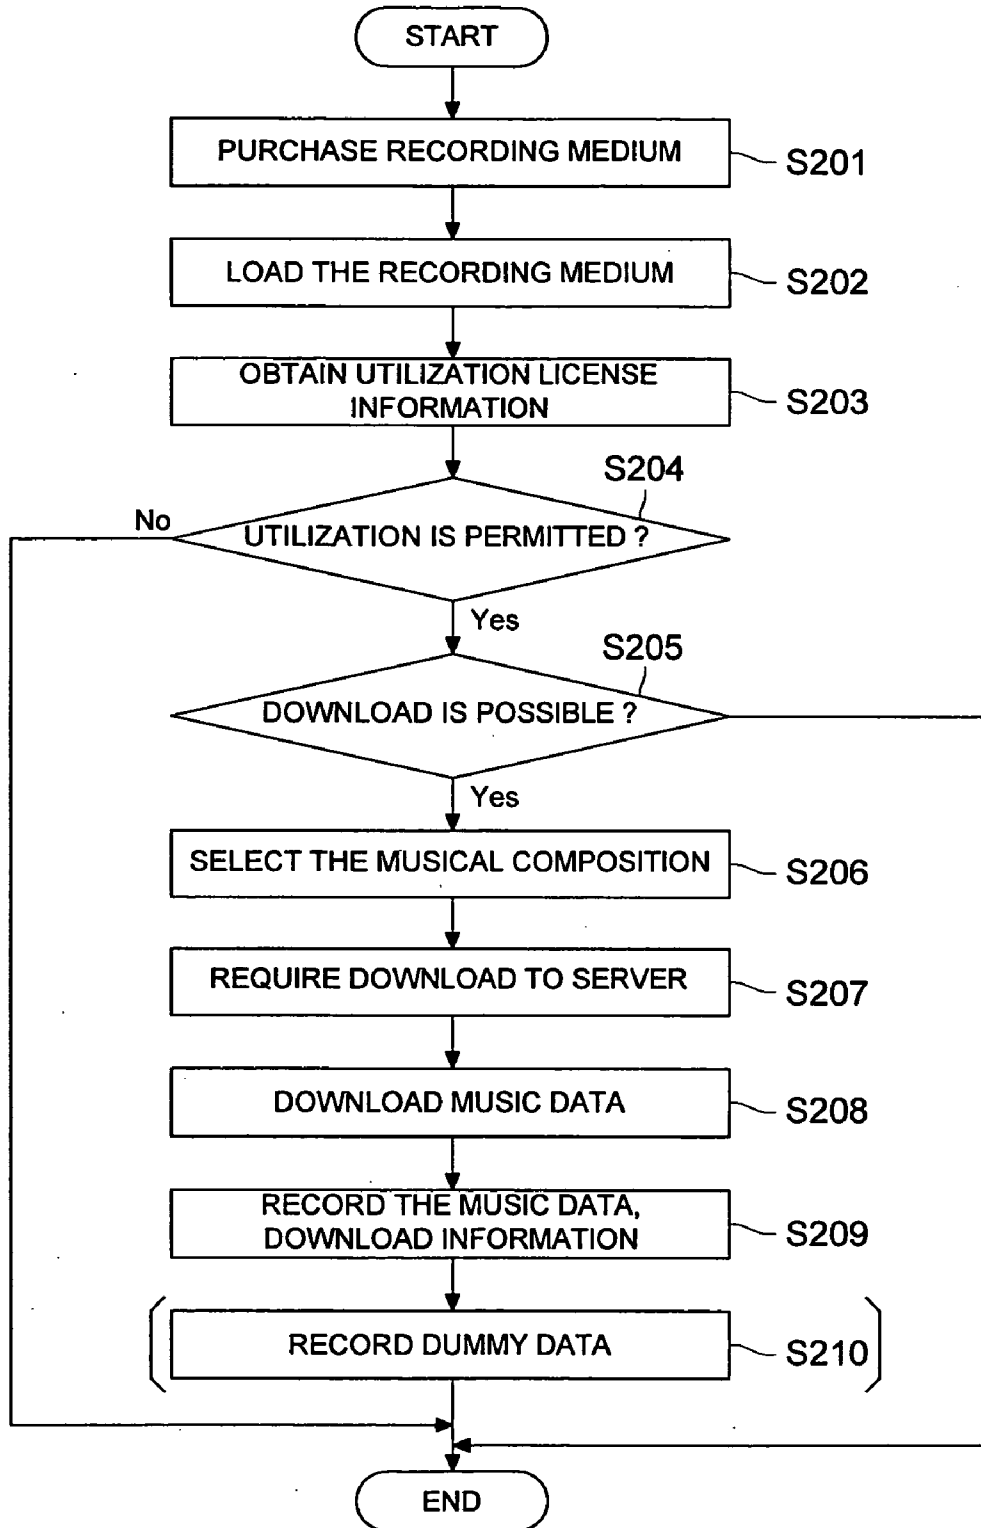 START
PURCHASE RECORDING MEDIUM
S201
LOAD THE RECORDING MEDIUM
S202
OBTAIN UTILIZATION LICENSE
INFORMATION
S203
S204
No
UTILIZATION IS PERMITTED ?
Yes
S205
DOWNLOAD IS POSSIBLE ?
Yes
SELECT THE MUSICAL COMPOSITION
S206
REQUIRE DOWNLOAD TO SERVER
S207
DOWNLOAD MUSIC DATA
S208
RECORD THE MUSIC DATA,
DOWNLOAD INFORMATION
S209
RECORD DUMMY DATA
S210
END